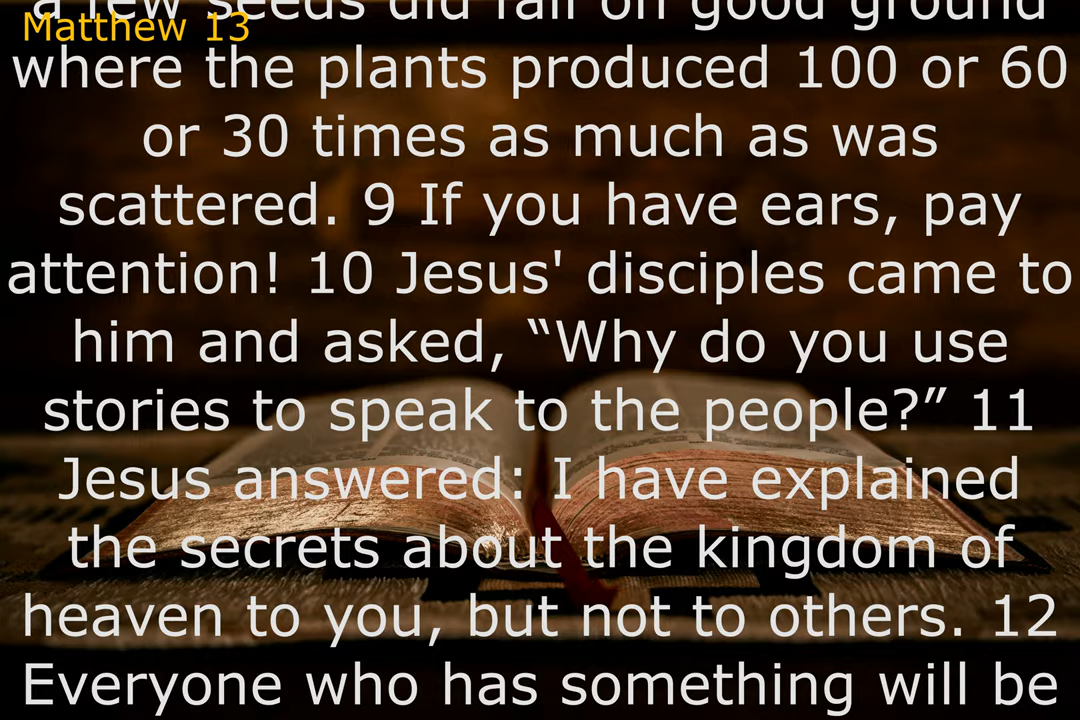 a few seeds did fall on good ground
Matthew 13
where the plants produced 100 or 60
or 30 times as much as was
scattered. 9 If you have ears, pay
attention! 10 Jesus' disciples came to
him and asked, “Why do you use
stories to speak to the people?” 11
Jesus answered: I have explained
the secrets about the kingdom of
heaven to you, but not to others. 12
Everyone who has something will be